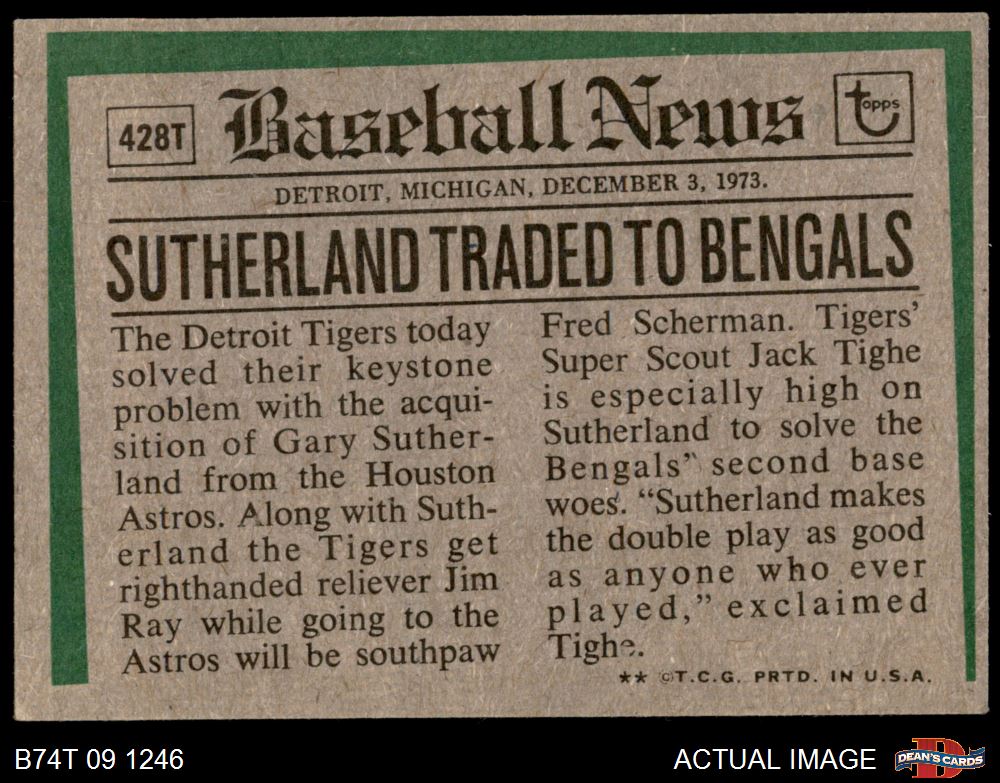 428T
Baseball News
topps
DETROIT, MICHIGAN, DECEMBER 3, 1973.
SUTHERLAND TRADED TO BENGALS
The Detroit Tigers today
solved their keystone
problem with the acqui-
sition of Gary Suther-
land from the Houston
Astros. Along with Suth-
erland the Tigers get
righthanded reliever Jim
Ray while going to the
Astros will be southpaw
Fred Scherman. Tigers'
Super Scout Jack Tighe
is especially high on
Sutherland to solve the
Bengals' second base
woes. “Sutherland makes
the double play as good
as anyone who ever
played,” exclaimed
Tighe.
** ©T.C.G. PRTD. IN U.S.A.
B74T 09 1246
ACTUAL IMAGE
DEAN'S CARDS